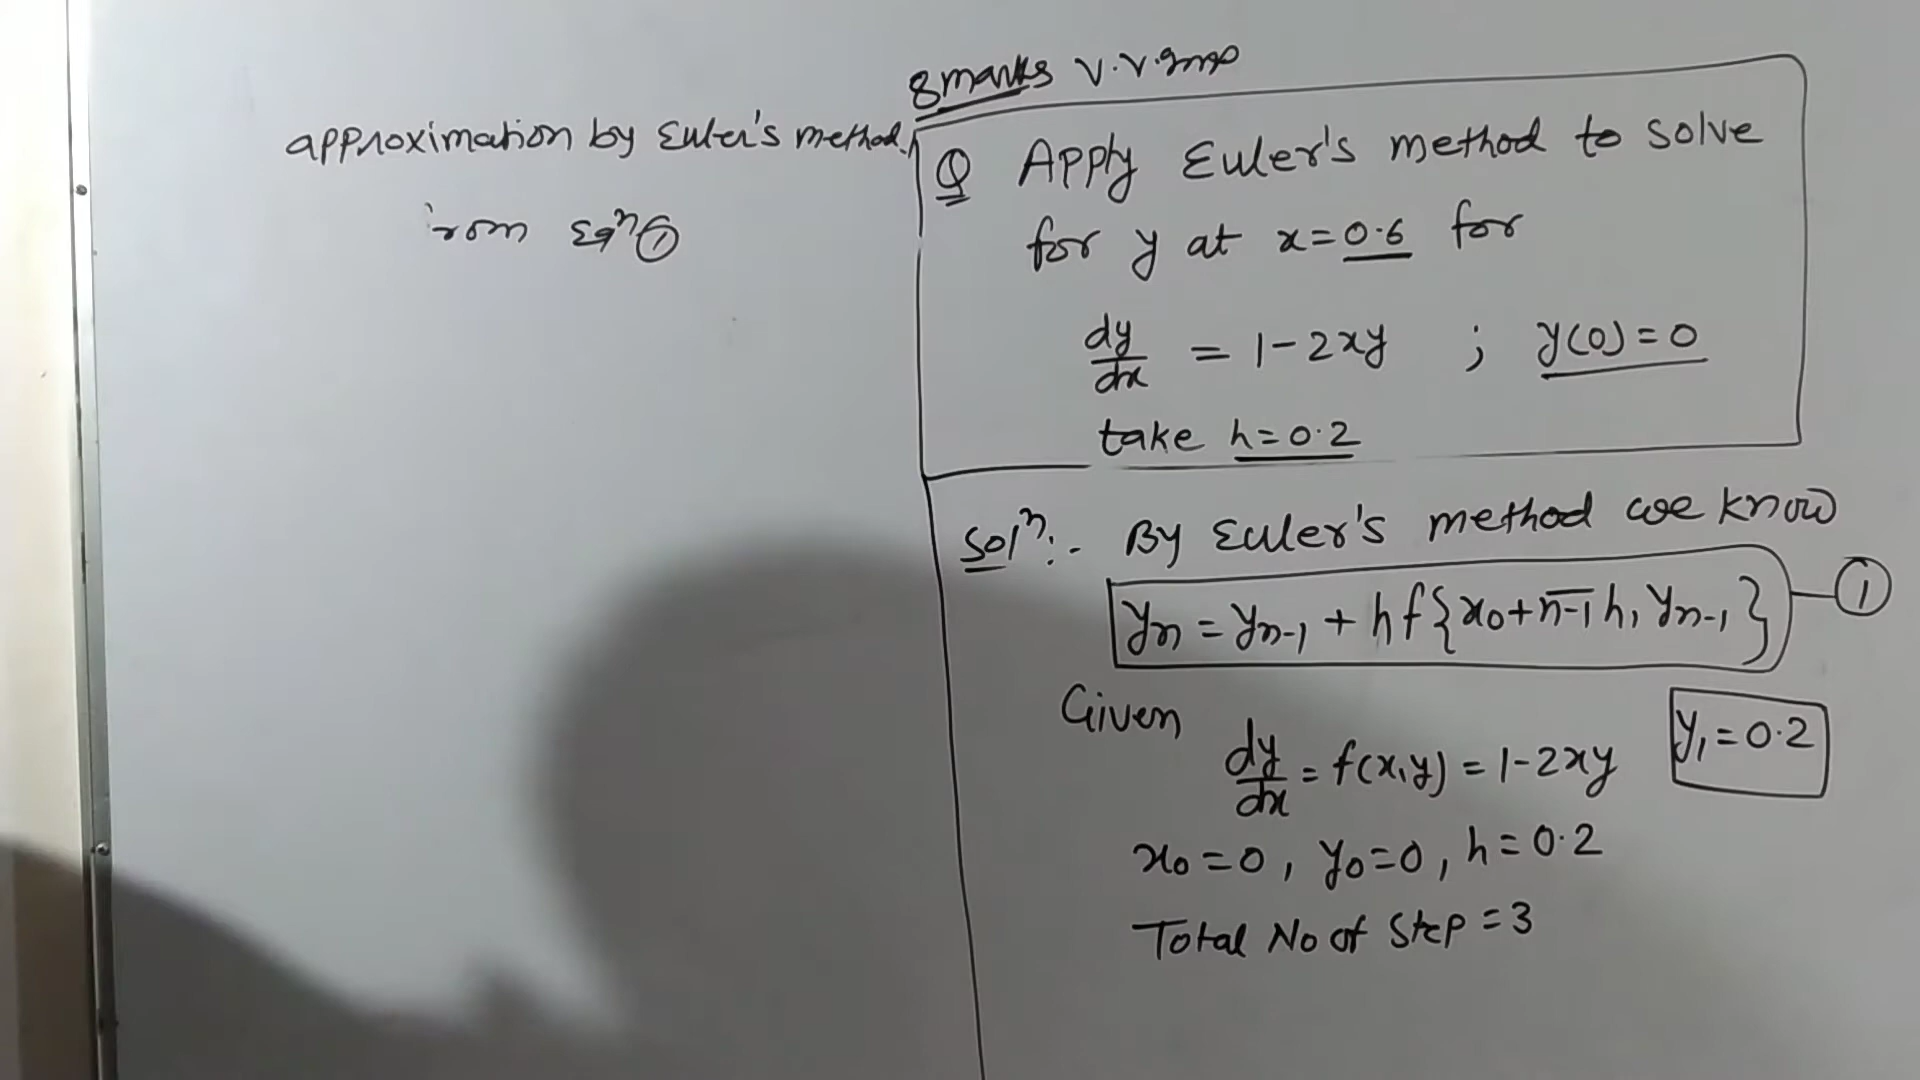 8 marks V.V.Imp
approximation by Euler's method.
from Eqn ①
Q Apply Euler's method to solve
for y at x=0.6 for
dy/dx = 1-2xy ; y(0)=0
take h=0.2
Solⁿ:- By Euler's method we know
yn = yn-1 + h f{x0+n-1 h, yn-1} —①
Given
dy/dx = f(x,y) = 1-2xy
y1=0.2
x0=0, y0=0, h=0.2
Total No of Step=3